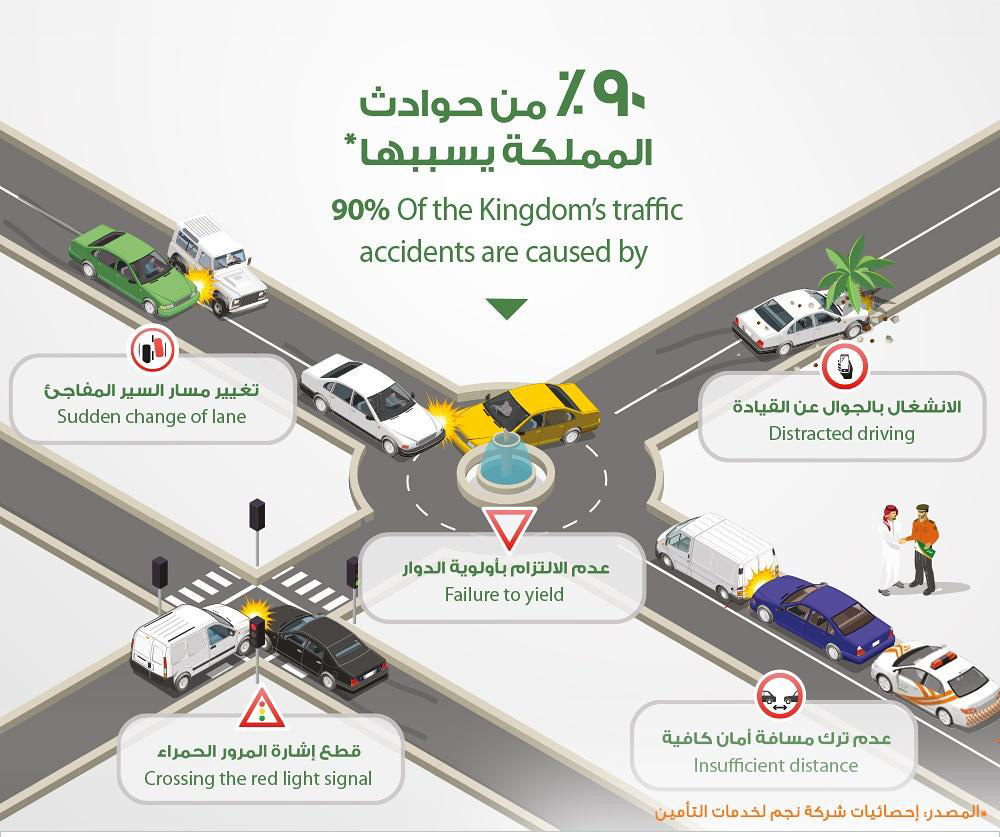 ٩٠٪ من حوادث
المملكة يسببها*
90% Of the Kingdom's traffic
accidents are caused by
تغيير مسار السير المفاجئ
Sudden change of lane
الانشغال بالجوال عن القيادة
Distracted driving
عدم الالتزام بأولوية الدوار
Failure to yield
قطع إشارة المرور الحمراء
Crossing the red light signal
عدم ترك مسافة أمان كافية
Insufficient distance
*المصدر: إحصائيات شركة نجم لخدمات التأمين